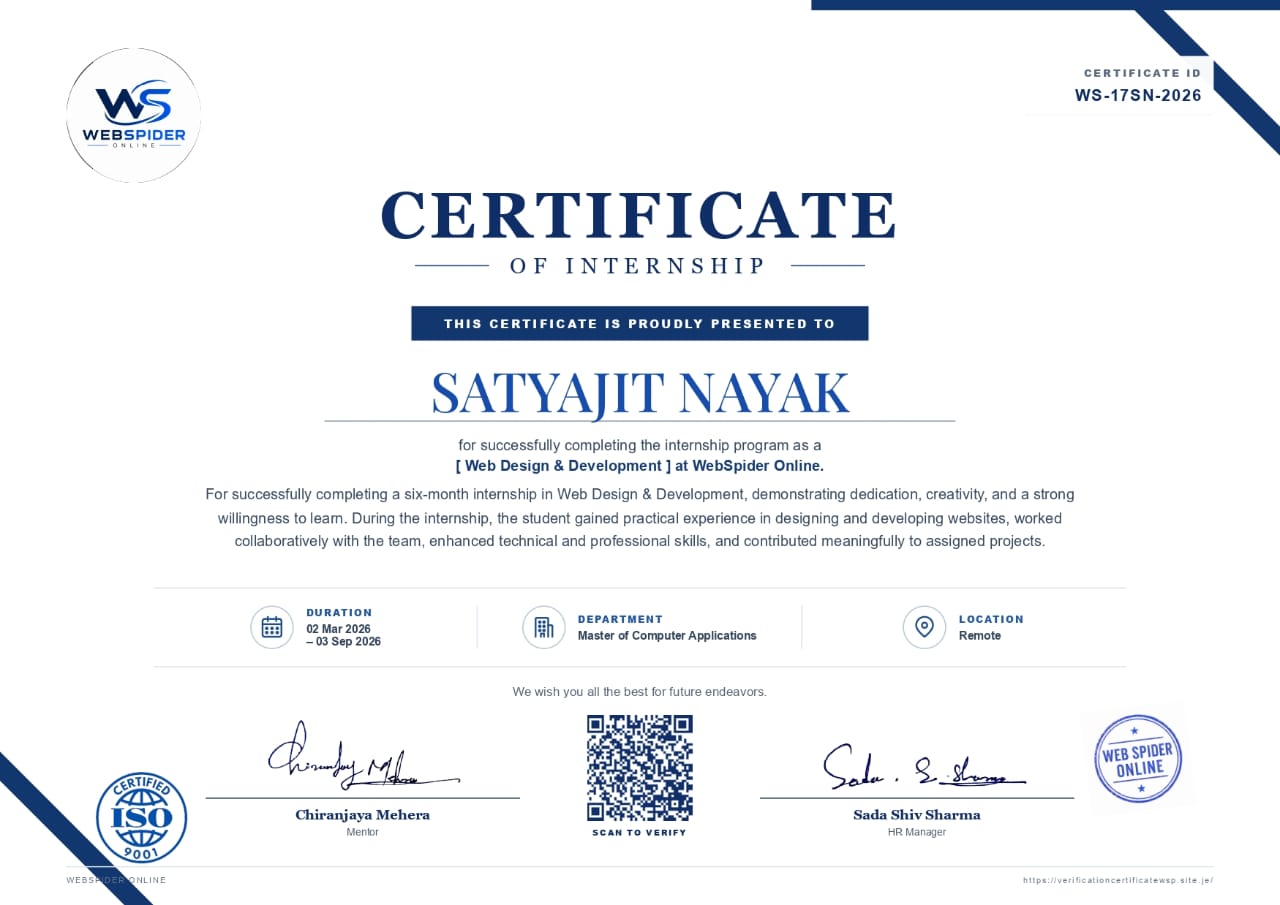 WS
WEBSPIDER
ONLINE
CERTIFICATE ID
WS-17SN-2026
CERTIFICATE
OF INTERNSHIP
THIS CERTIFICATE IS PROUDLY PRESENTED TO
SATYAJIT NAYAK
for successfully completing the internship program as a
[ Web Design & Development ] at WebSpider Online.
For successfully completing a six-month internship in Web Design & Development, demonstrating dedication, creativity, and a strong
willingness to learn. During the internship, the student gained practical experience in designing and developing websites, worked
collaboratively with the team, enhanced technical and professional skills, and contributed meaningfully to assigned projects.
DURATION
02 Mar 2026
– 03 Sep 2026
DEPARTMENT
Master of Computer Applications
LOCATION
Remote
We wish you all the best for future endeavors.
Chiranjay Mehera
Chiranjaya Mehera
Mentor
SCAN TO VERIFY
Sada . S. Sharma
Sada Shiv Sharma
HR Manager
WEB SPIDER
ONLINE
CERTIFIED
ISO
9001
WEBSPIDER ONLINE
https://verificationcertificatewsp.site.je/